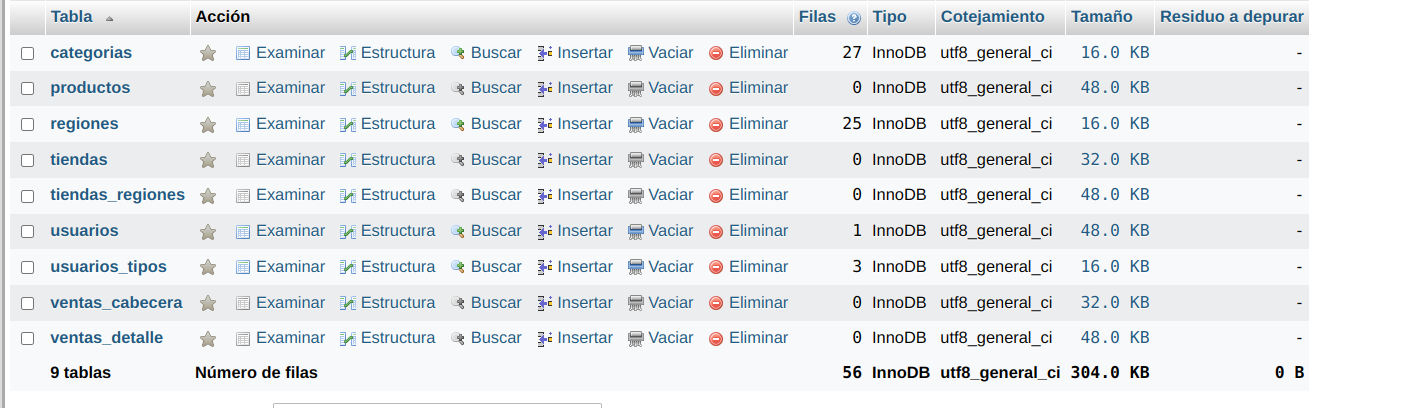 Tabla Acción Filas Tipo Cotejamiento Tamaño Residuo a depurar
categorias Examinar Estructura Buscar Insertar Vaciar Eliminar 27 InnoDB utf8_general_ci 16.0 KB -
productos Examinar Estructura Buscar Insertar Vaciar Eliminar 0 InnoDB utf8_general_ci 48.0 KB -
regiones Examinar Estructura Buscar Insertar Vaciar Eliminar 25 InnoDB utf8_general_ci 16.0 KB -
tiendas Examinar Estructura Buscar Insertar Vaciar Eliminar 0 InnoDB utf8_general_ci 32.0 KB -
tiendas_regiones Examinar Estructura Buscar Insertar Vaciar Eliminar 0 InnoDB utf8_general_ci 48.0 KB -
usuarios Examinar Estructura Buscar Insertar Vaciar Eliminar 1 InnoDB utf8_general_ci 48.0 KB -
usuarios_tipos Examinar Estructura Buscar Insertar Vaciar Eliminar 3 InnoDB utf8_general_ci 16.0 KB -
ventas_cabecera Examinar Estructura Buscar Insertar Vaciar Eliminar 0 InnoDB utf8_general_ci 32.0 KB -
ventas_detalle Examinar Estructura Buscar Insertar Vaciar Eliminar 0 InnoDB utf8_general_ci 48.0 KB -
9 tablas Número de filas 56 InnoDB utf8_general_ci 304.0 KB 0 B